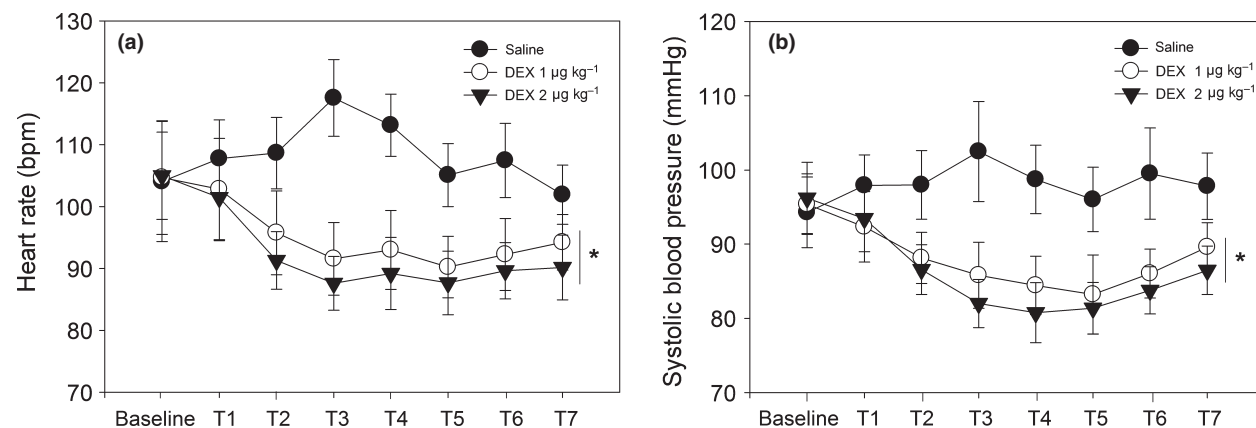 (a)
Saline
DEX 1 µg kg⁻¹
DEX 2 µg kg⁻¹
Heart rate (bpm)
130
120
110
100
90
80
70
*
Baseline T1 T2 T3 T4 T5 T6 T7
(b)
Saline
DEX 1 µg kg⁻¹
DEX 2 µg kg⁻¹
Systolic blood pressure (mmHg)
120
110
100
90
80
70
*
Baseline T1 T2 T3 T4 T5 T6 T7